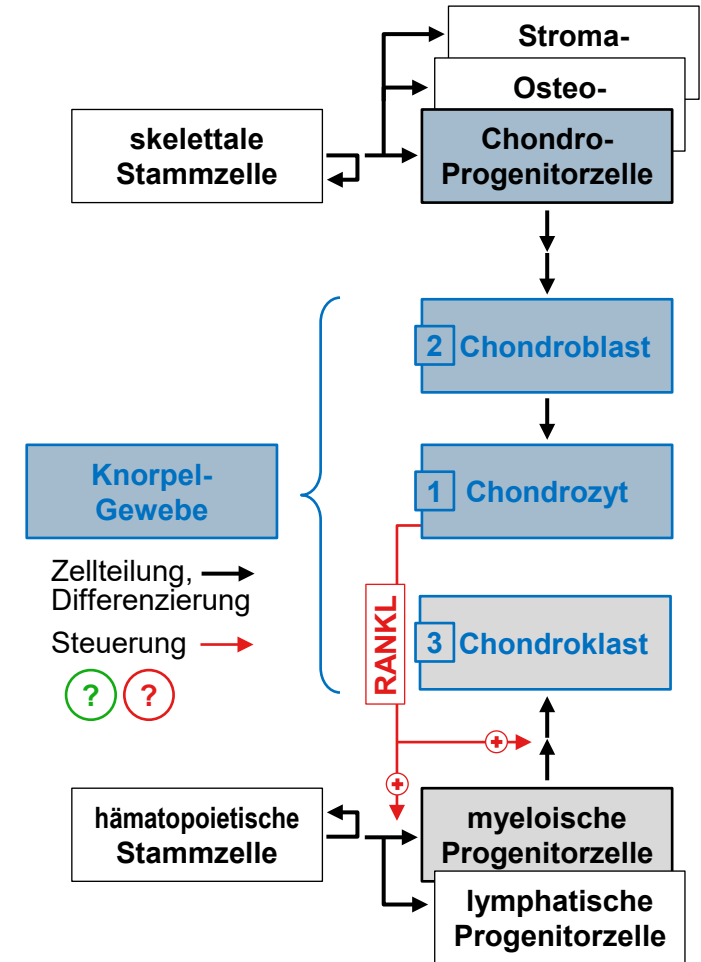 Stroma-
Osteo-
skelettale
Stammzelle
Chondro-
Progenitorzelle
2 Chondroblast
Knorpel-
Gewebe
1 Chondrozyt
Zellteilung,
Differenzierung
Steuerung
? ?
RANKL
3 Chondroklast
hämatopoietische
Stammzelle
myeloische
Progenitorzelle
lymphatische
Progenitorzelle